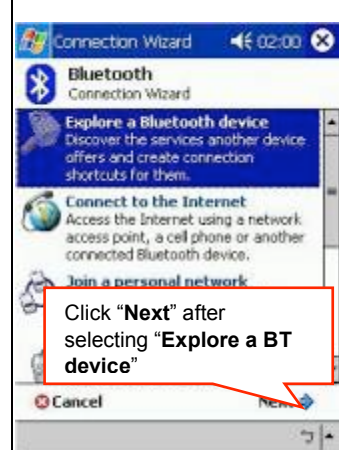 Connection Wizard 02:00
Bluetooth
Connection Wizard
Explore a Bluetooth device
Discover the services another device
offers and create connection
shortcuts for them.
Connect to the Internet
Access the Internet using a network
access point, a cell phone or another
connected Bluetooth device.
Join a personal network
Click “Next” after
selecting “Explore a BT
device”
Cancel Next